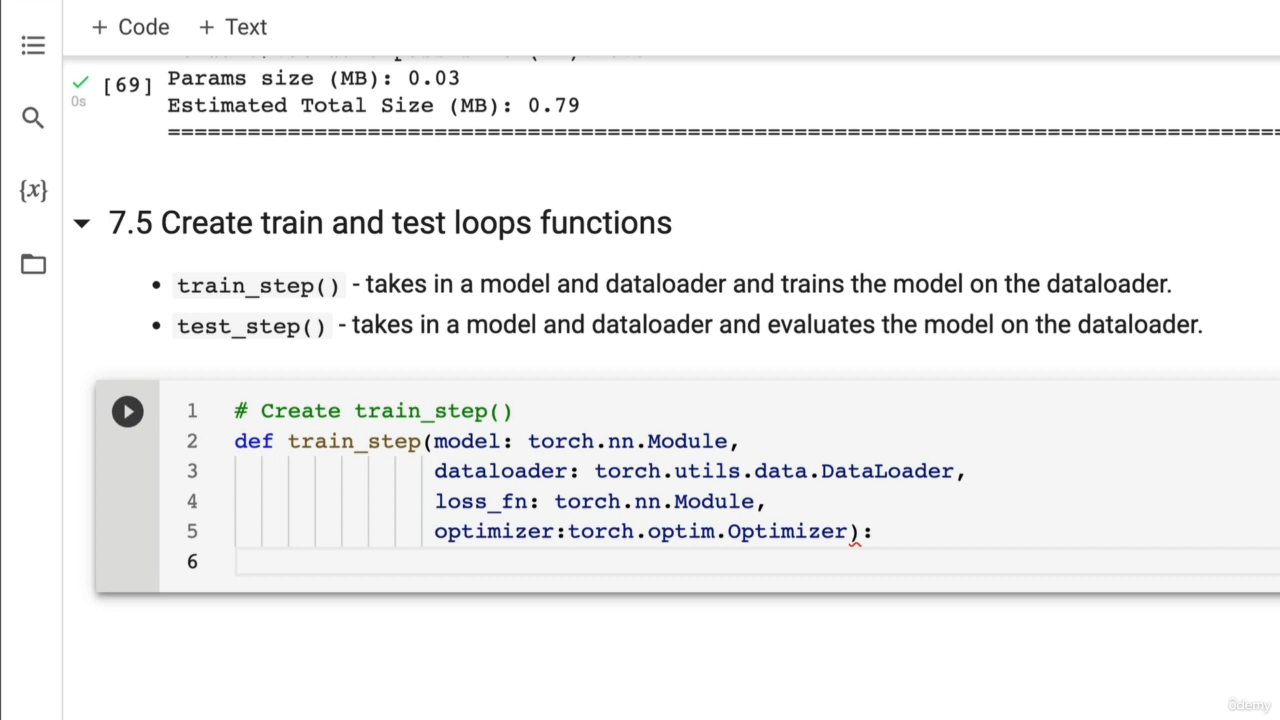 + Code + Text
[69] Params size (MB): 0.03
0s
Estimated Total Size (MB): 0.79
====================================================================================
{x}
7.5 Create train and test loops functions
• train_step() - takes in a model and dataloader and trains the model on the dataloader.
• test_step() - takes in a model and dataloader and evaluates the model on the dataloader.
1 # Create train_step()
2 def train_step(model: torch.nn.Module,
3 dataloader: torch.utils.data.DataLoader,
4 loss_fn: torch.nn.Module,
5 optimizer:torch.optim.Optimizer):
6
ûdemy